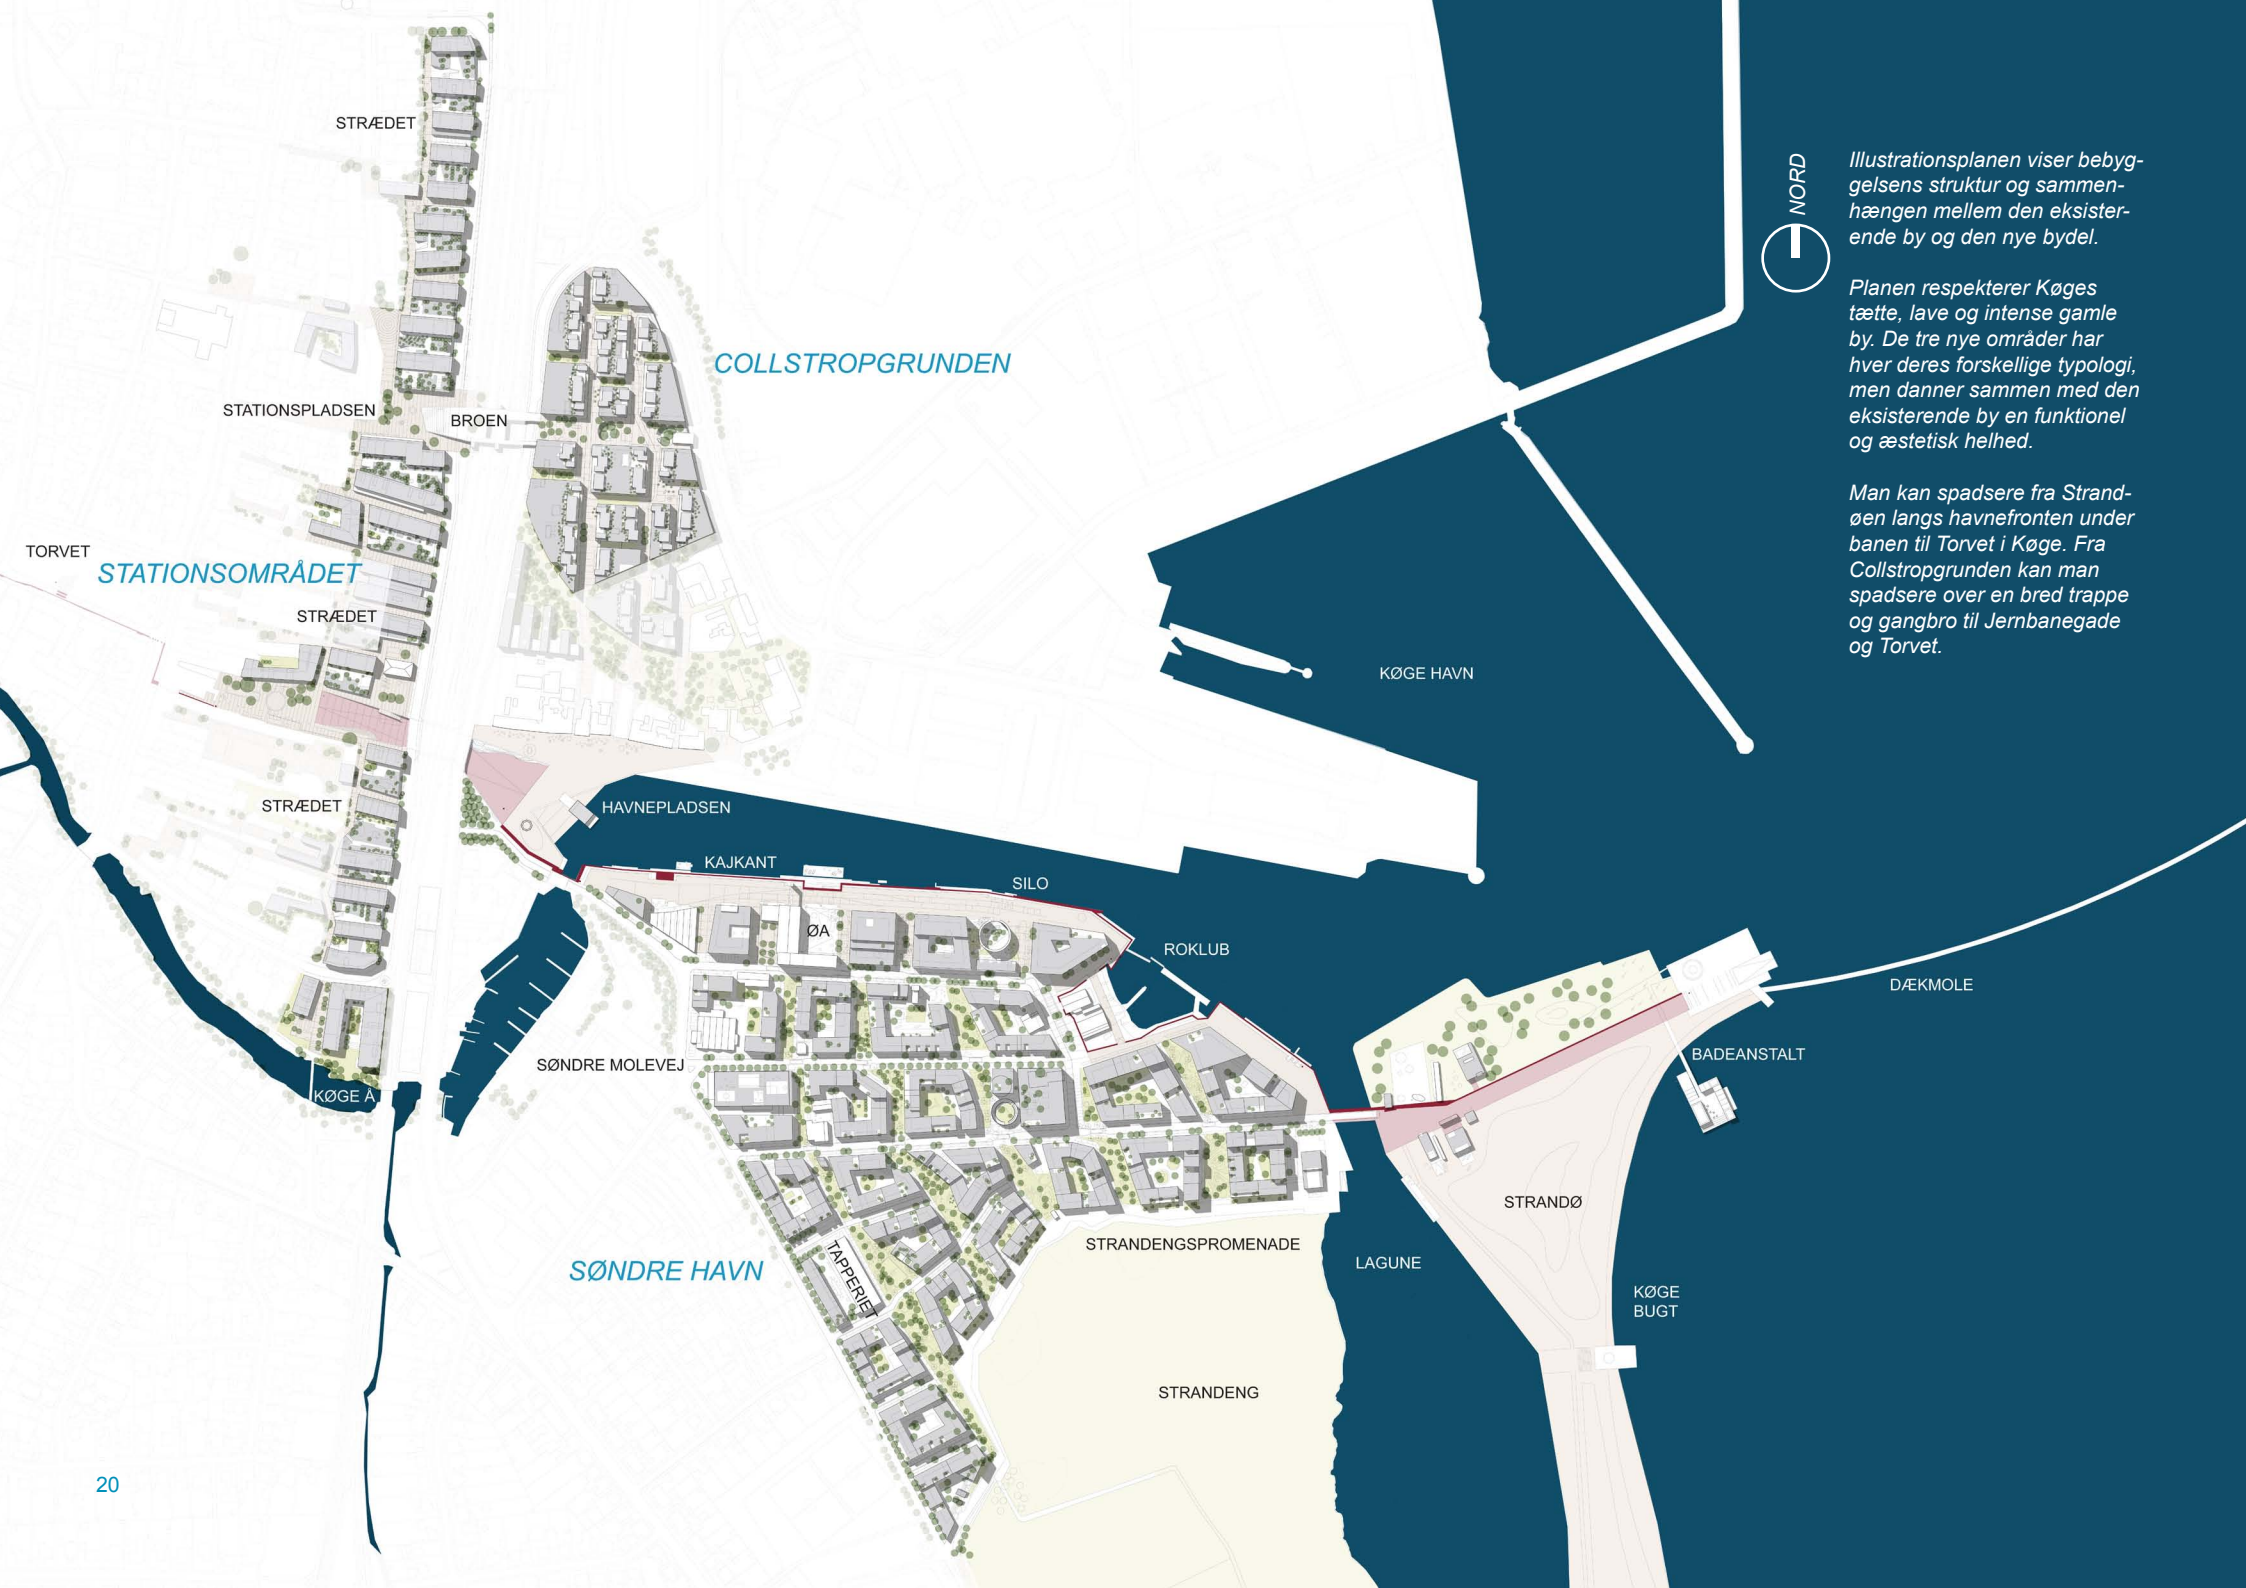 STRÆDET
NORD
Illustrationsplanen viser bebyg-
gelsens struktur og sammen-
hængen mellem den eksister-
ende by og den nye bydel.
Planen respekterer Køges
tætte, lave og intense gamle
by. De tre nye områder har
hver deres forskellige typologi,
men danner sammen med den
eksisterende by en funktionel
og æstetisk helhed.
Man kan spadsere fra Strand-
øen langs havnefronten under
banen til Torvet i Køge. Fra
Collstropgrunden kan man
spadsere over en bred trappe
og gangbro til Jernbanegade
og Torvet.
COLLSTROPGRUNDEN
STATIONSPLADSEN
BROEN
TORVET
STATIONSOMRÅDET
STRÆDET
KØGE HAVN
STRÆDET
HAVNEPLADSEN
KAJKANT
SILO
ØA
ROKLUB
DÆKMOLE
SØNDRE MOLEVEJ
BADEANSTALT
KØGE Å
STRANDØ
STRANDENGSPROMENADE
SØNDRE HAVN
TAPPERIET
LAGUNE
KØGE
BUGT
STRANDENG
20